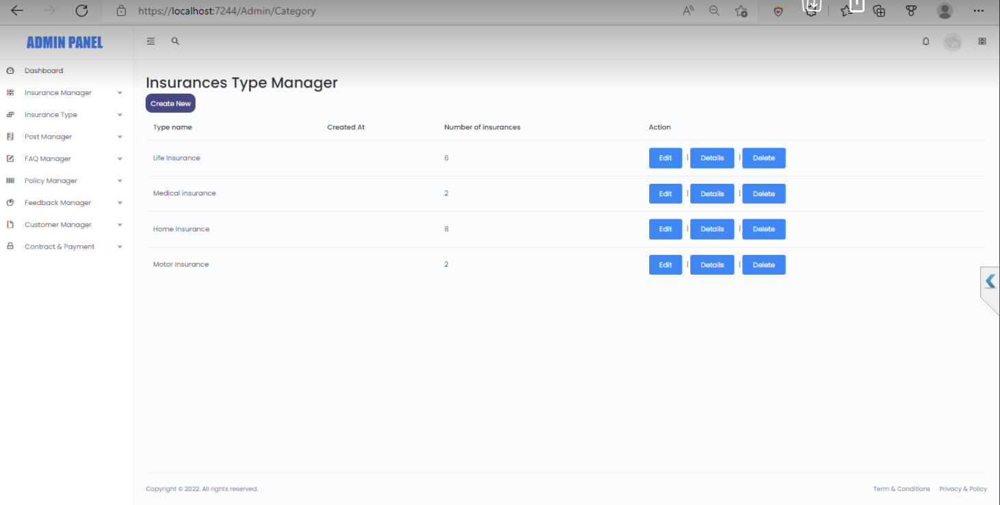 https://localhost:7244/Admin/Category
ADMIN PANEL
Dashboard
Insurance Manager
Insurance Type
Post Manager
FAQ Manager
Policy Manager
Feedback Manager
Customer Manager
Contract & Payment
Insurances Type Manager
Create New
Type name Created At Number of insurances Action
Life Insurance 6 Edit | Details | Delete
Medical insurance 2 Edit | Details | Delete
Home Insurance 8 Edit | Details | Delete
Motor Insurance 2 Edit | Details | Delete
Copyright © 2022. All rights reserved. Term & Conditions Privacy & Policy